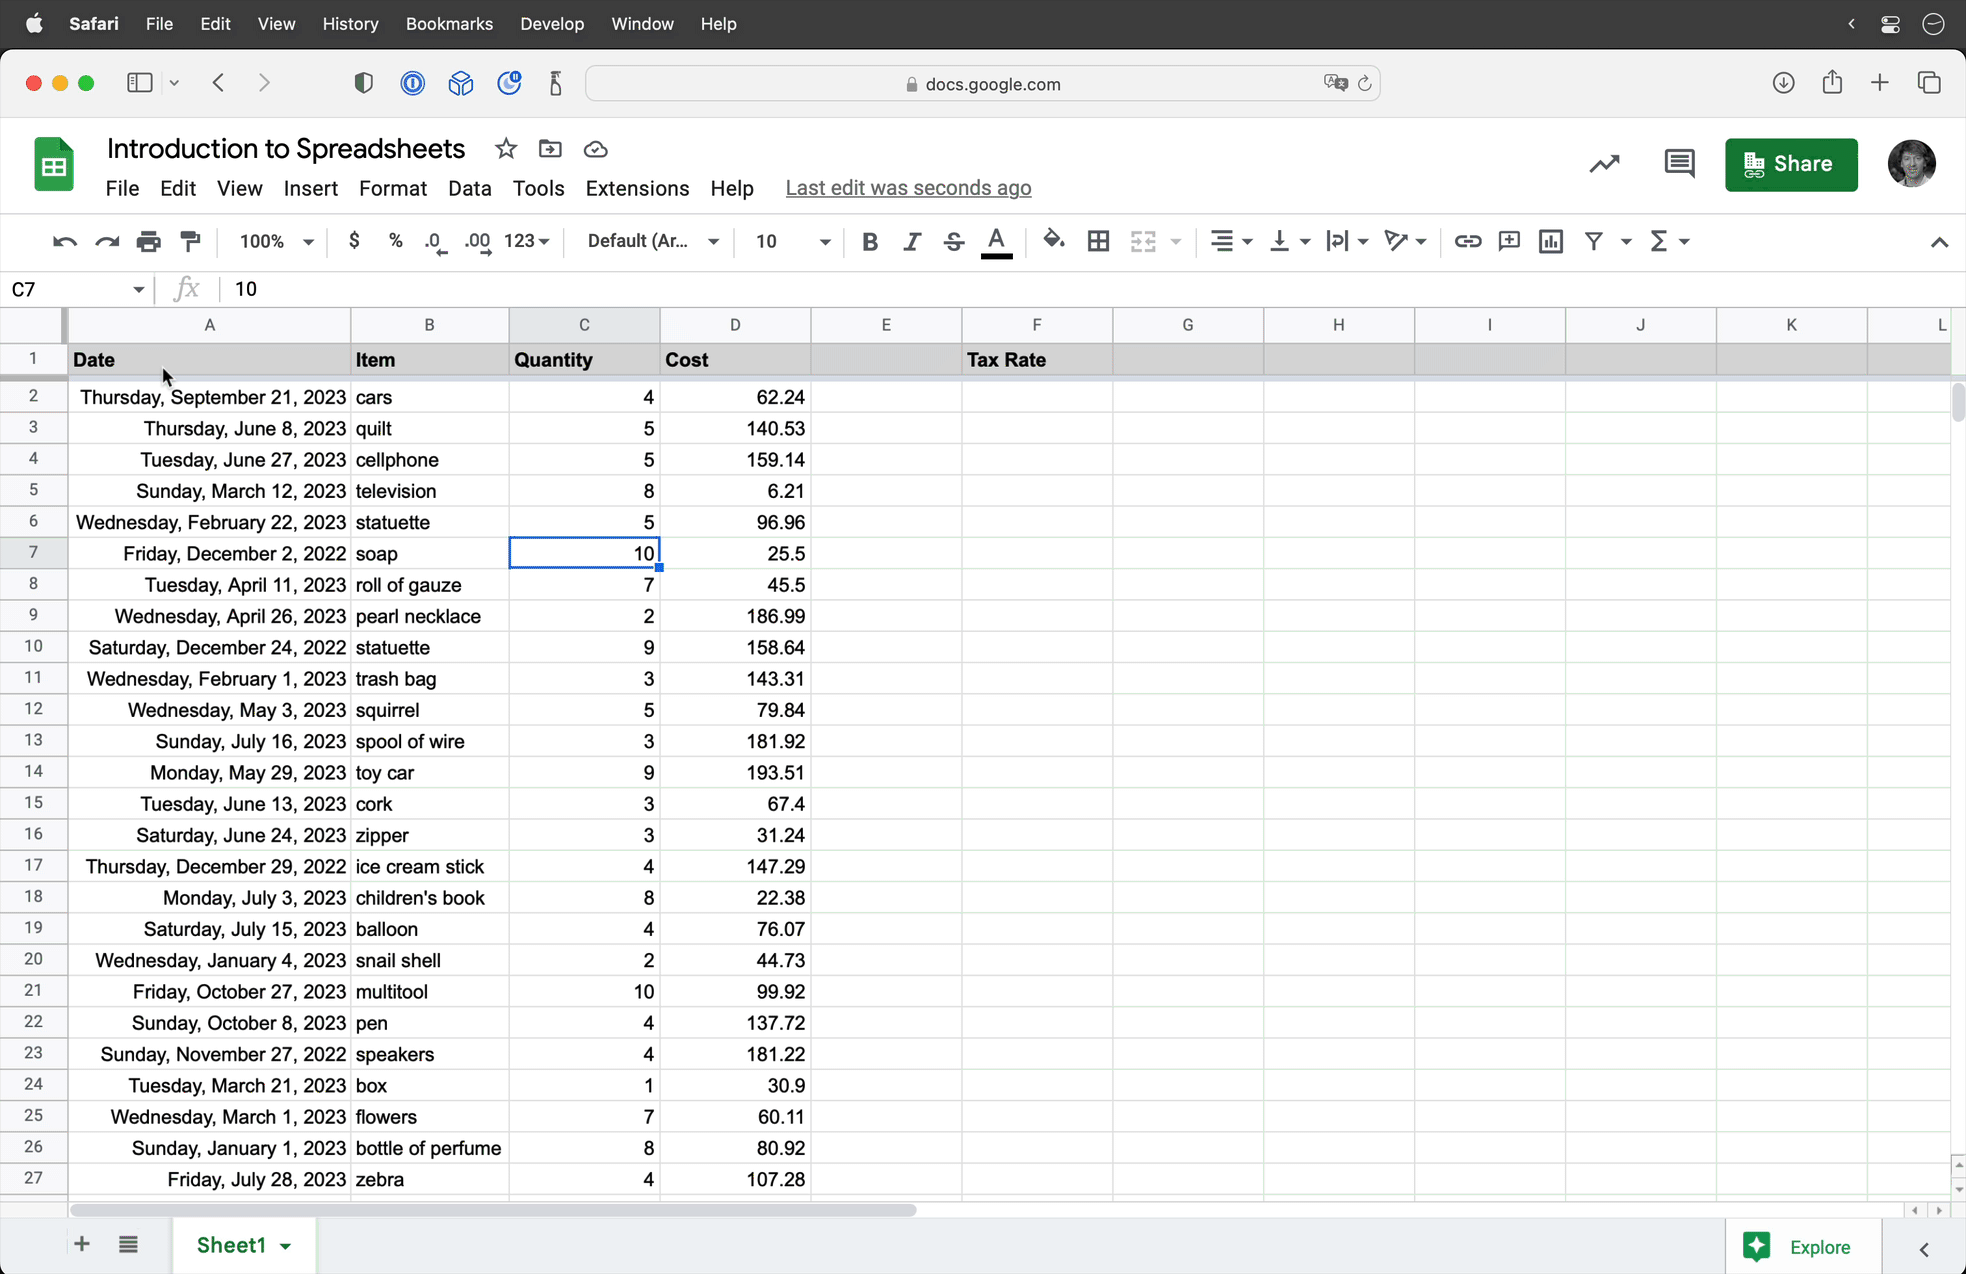 Safari File Edit View History Bookmarks Develop Window Help
docs.google.com
Introduction to Spreadsheets
Share
File Edit View Insert Format Data Tools Extensions Help Last edit was seconds ago
100% $ % .0 .00 123 Default (Ar... 10 B I S A Σ
C7 fx 10
A B C D E F G H I J K L
1 Date Item Quantity Cost Tax Rate
2 Thursday, September 21, 2023 cars 4 62.24
3 Thursday, June 8, 2023 quilt 5 140.53
4 Tuesday, June 27, 2023 cellphone 5 159.14
5 Sunday, March 12, 2023 television 8 6.21
6 Wednesday, February 22, 2023 statuette 5 96.96
7 Friday, December 2, 2022 soap 10 25.5
8 Tuesday, April 11, 2023 roll of gauze 7 45.5
9 Wednesday, April 26, 2023 pearl necklace 2 186.99
10 Saturday, December 24, 2022 statuette 9 158.64
11 Wednesday, February 1, 2023 trash bag 3 143.31
12 Wednesday, May 3, 2023 squirrel 5 79.84
13 Sunday, July 16, 2023 spool of wire 3 181.92
14 Monday, May 29, 2023 toy car 9 193.51
15 Tuesday, June 13, 2023 cork 3 67.4
16 Saturday, June 24, 2023 zipper 3 31.24
17 Thursday, December 29, 2022 ice cream stick 4 147.29
18 Monday, July 3, 2023 children's book 8 22.38
19 Saturday, July 15, 2023 balloon 4 76.07
20 Wednesday, January 4, 2023 snail shell 2 44.73
21 Friday, October 27, 2023 multitool 10 99.92
22 Sunday, October 8, 2023 pen 4 137.72
23 Sunday, November 27, 2022 speakers 4 181.22
24 Tuesday, March 21, 2023 box 1 30.9
25 Wednesday, March 1, 2023 flowers 7 60.11
26 Sunday, January 1, 2023 bottle of perfume 8 80.92
27 Friday, July 28, 2023 zebra 4 107.28
Sheet1 Explore